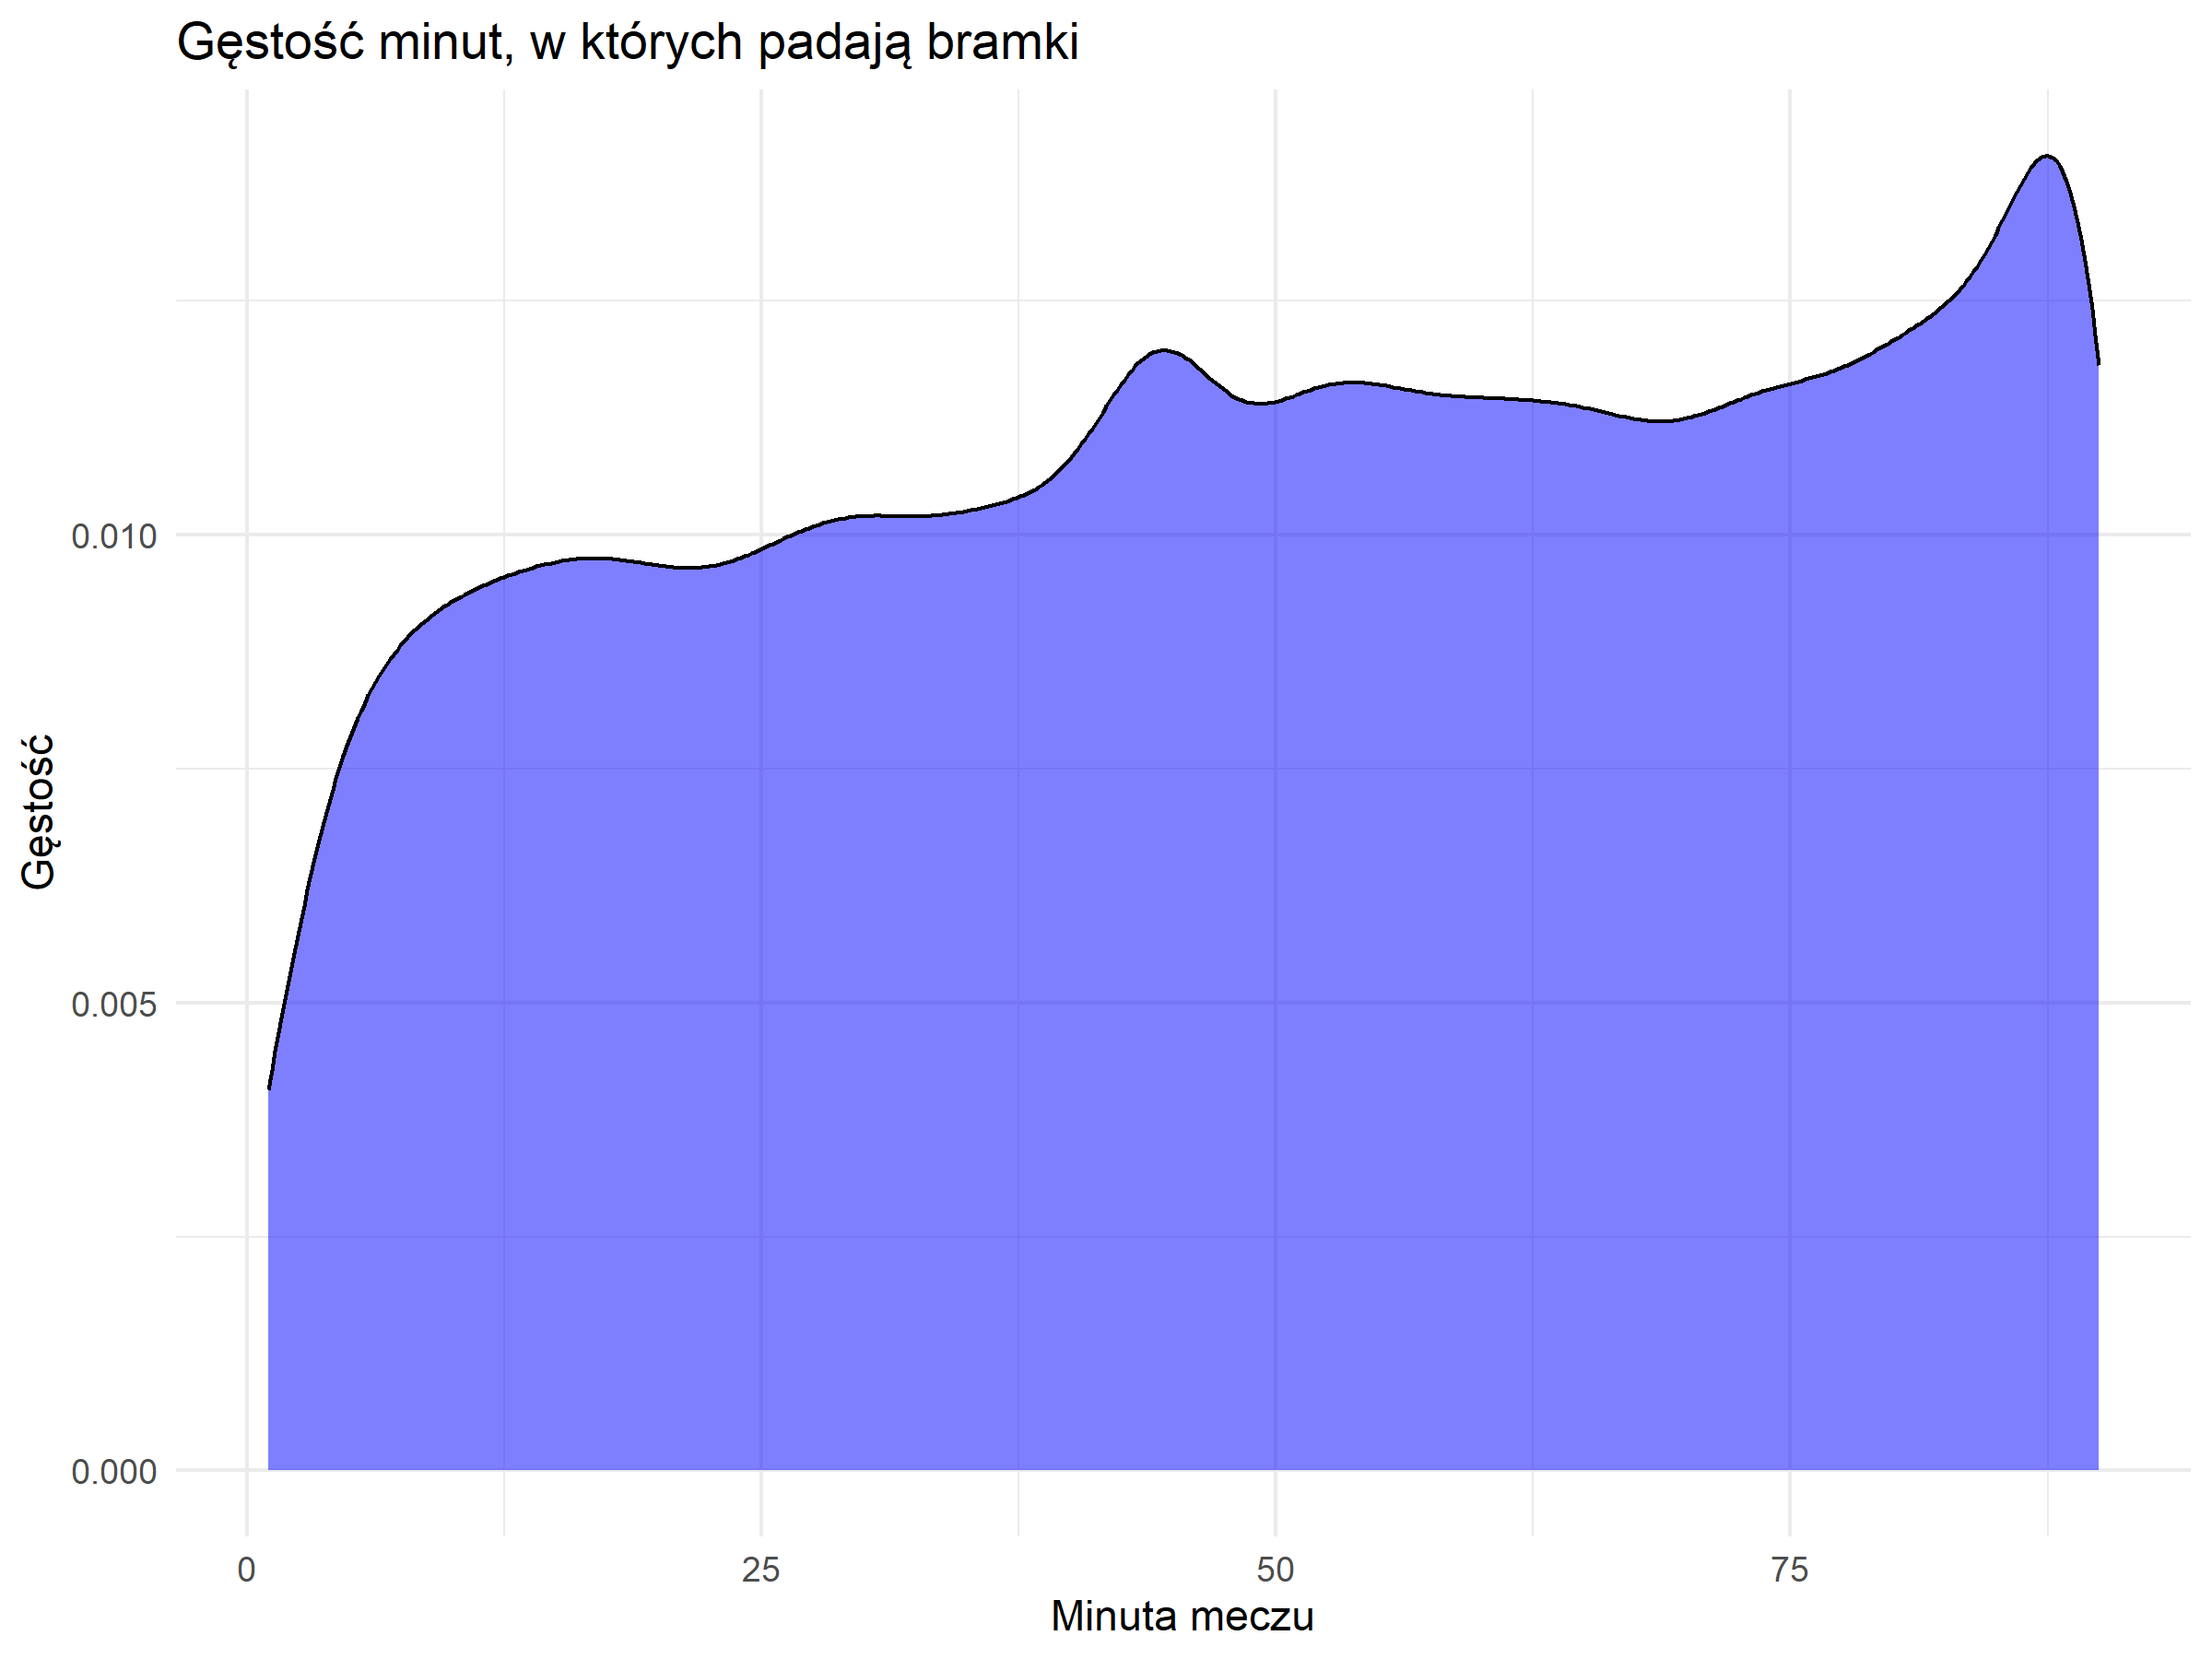 Gęstość minut, w których padają bramki
Gęstość
0.010
0.005
0.000
0 25 50 75
Minuta meczu